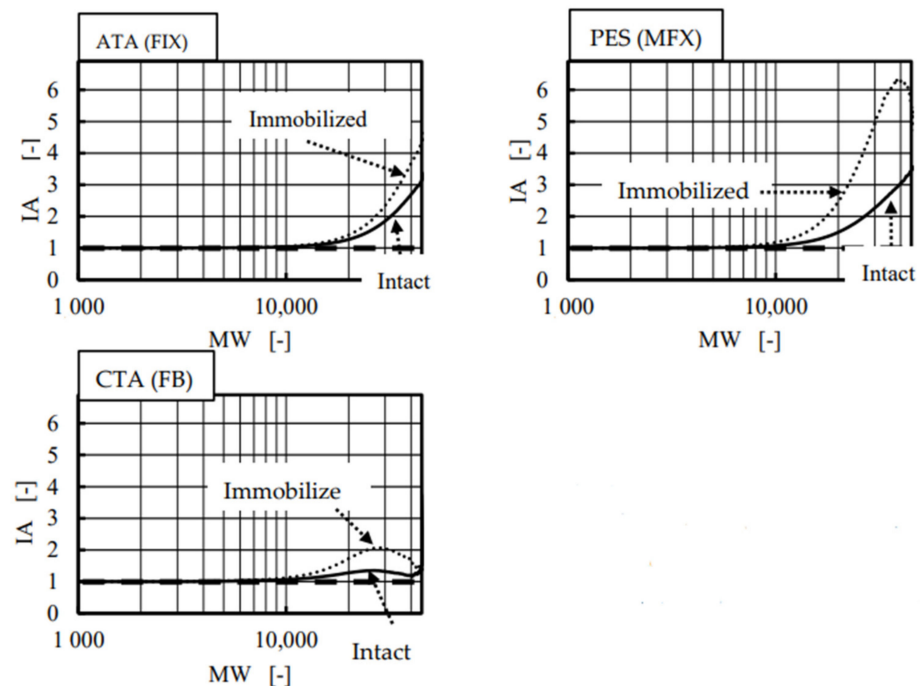 ATA (FIX)
IA [-]
6
5
4
3
2
1
0
Immobilized
Intact
1 000
10,000
MW [-]
PES (MFX)
IA [-]
6
5
4
3
2
1
0
Immobilized
Intact
1 000
10,000
MW [-]
CTA (FB)
IA [-]
6
5
4
3
2
1
0
Immobilize
Intact
1 000
10,000
MW [-]